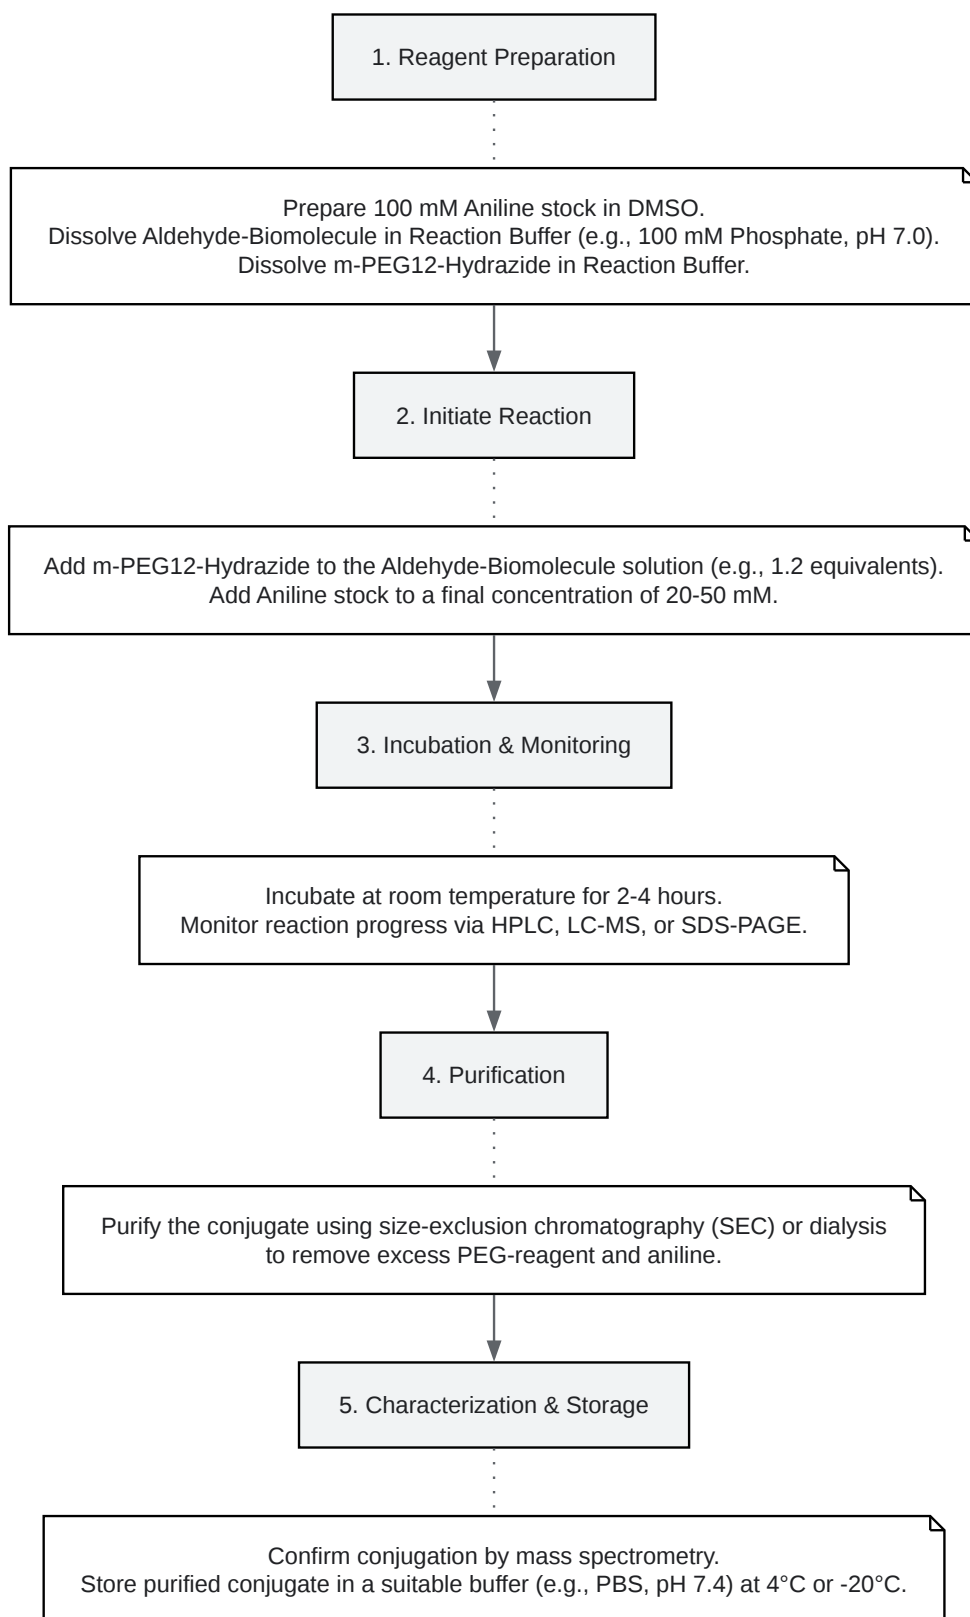 1. Reagent Preparation
Prepare 100 mM Aniline stock in DMSO.
Dissolve Aldehyde-Biomolecule in Reaction Buffer (e.g., 100 mM Phosphate, pH 7.0).
Dissolve m-PEG12-Hydrazide in Reaction Buffer.
2. Initiate Reaction
Add m-PEG12-Hydrazide to the Aldehyde-Biomolecule solution (e.g., 1.2 equivalents).
Add Aniline stock to a final concentration of 20-50 mM.
3. Incubation & Monitoring
Incubate at room temperature for 2-4 hours.
Monitor reaction progress via HPLC, LC-MS, or SDS-PAGE.
4. Purification
Purify the conjugate using size-exclusion chromatography (SEC) or dialysis
to remove excess PEG-reagent and aniline.
5. Characterization & Storage
Confirm conjugation by mass spectrometry.
Store purified conjugate in a suitable buffer (e.g., PBS, pH 7.4) at 4°C or -20°C.